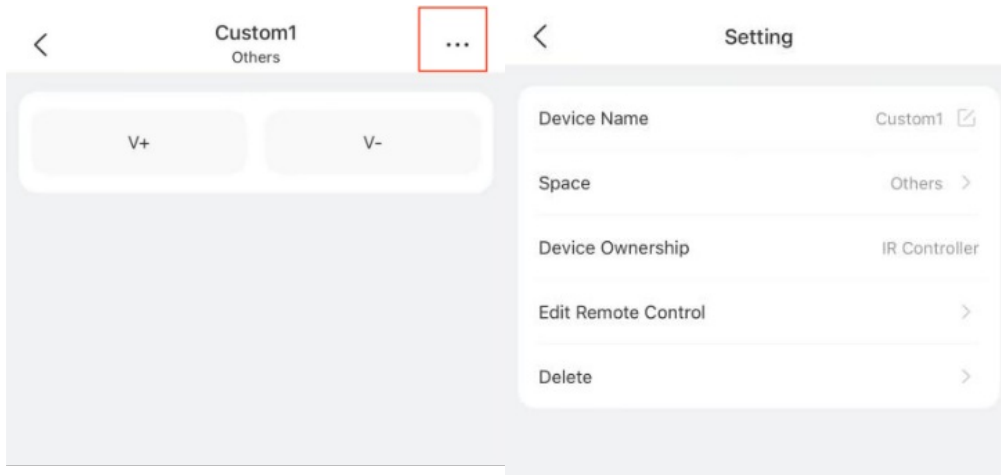 Custom1
Others
...
V+ V-
Setting
Device Name Custom1
Space Others
Device Ownership IR Controller
Edit Remote Control
Delete